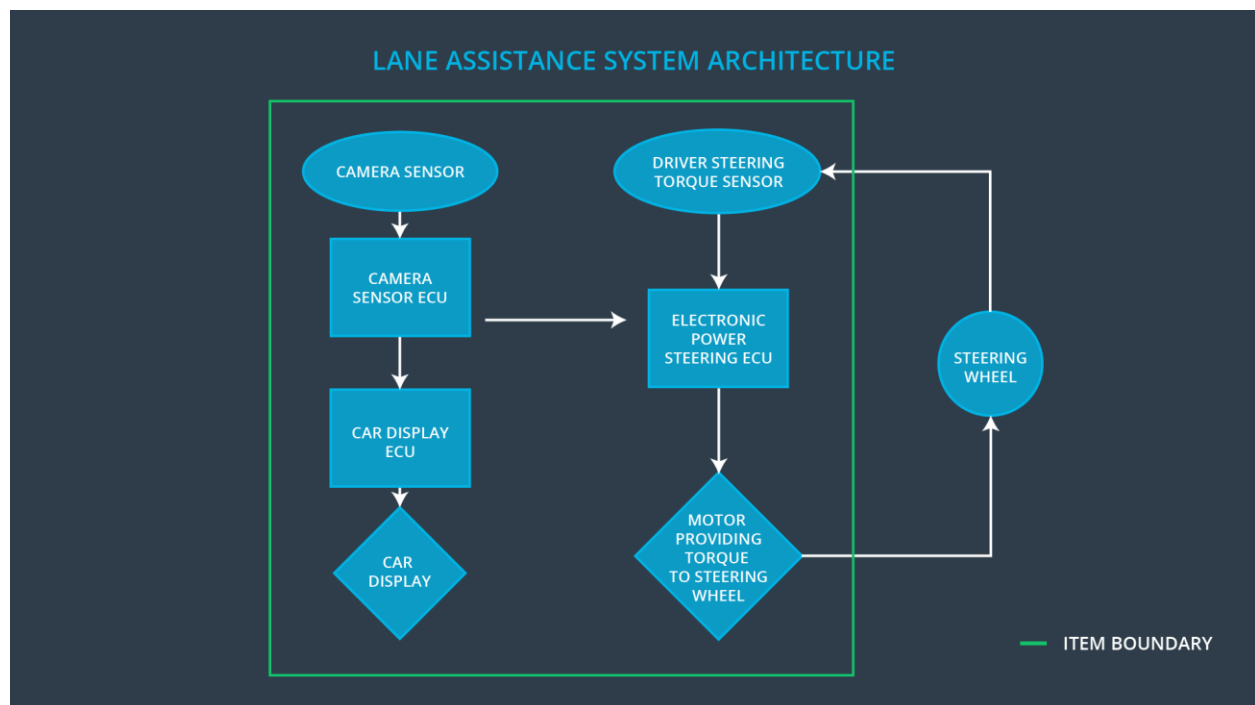 LANE ASSISTANCE SYSTEM ARCHITECTURE
CAMERA SENSOR
CAMERA
SENSOR ECU
CAR DISPLAY
ECU
CAR
DISPLAY
DRIVER STEERING
TORQUE SENSOR
ELECTRONIC
POWER
STEERING ECU
MOTOR
PROVIDING
TORQUE
TO STEERING
WHEEL
STEERING
WHEEL
ITEM BOUNDARY